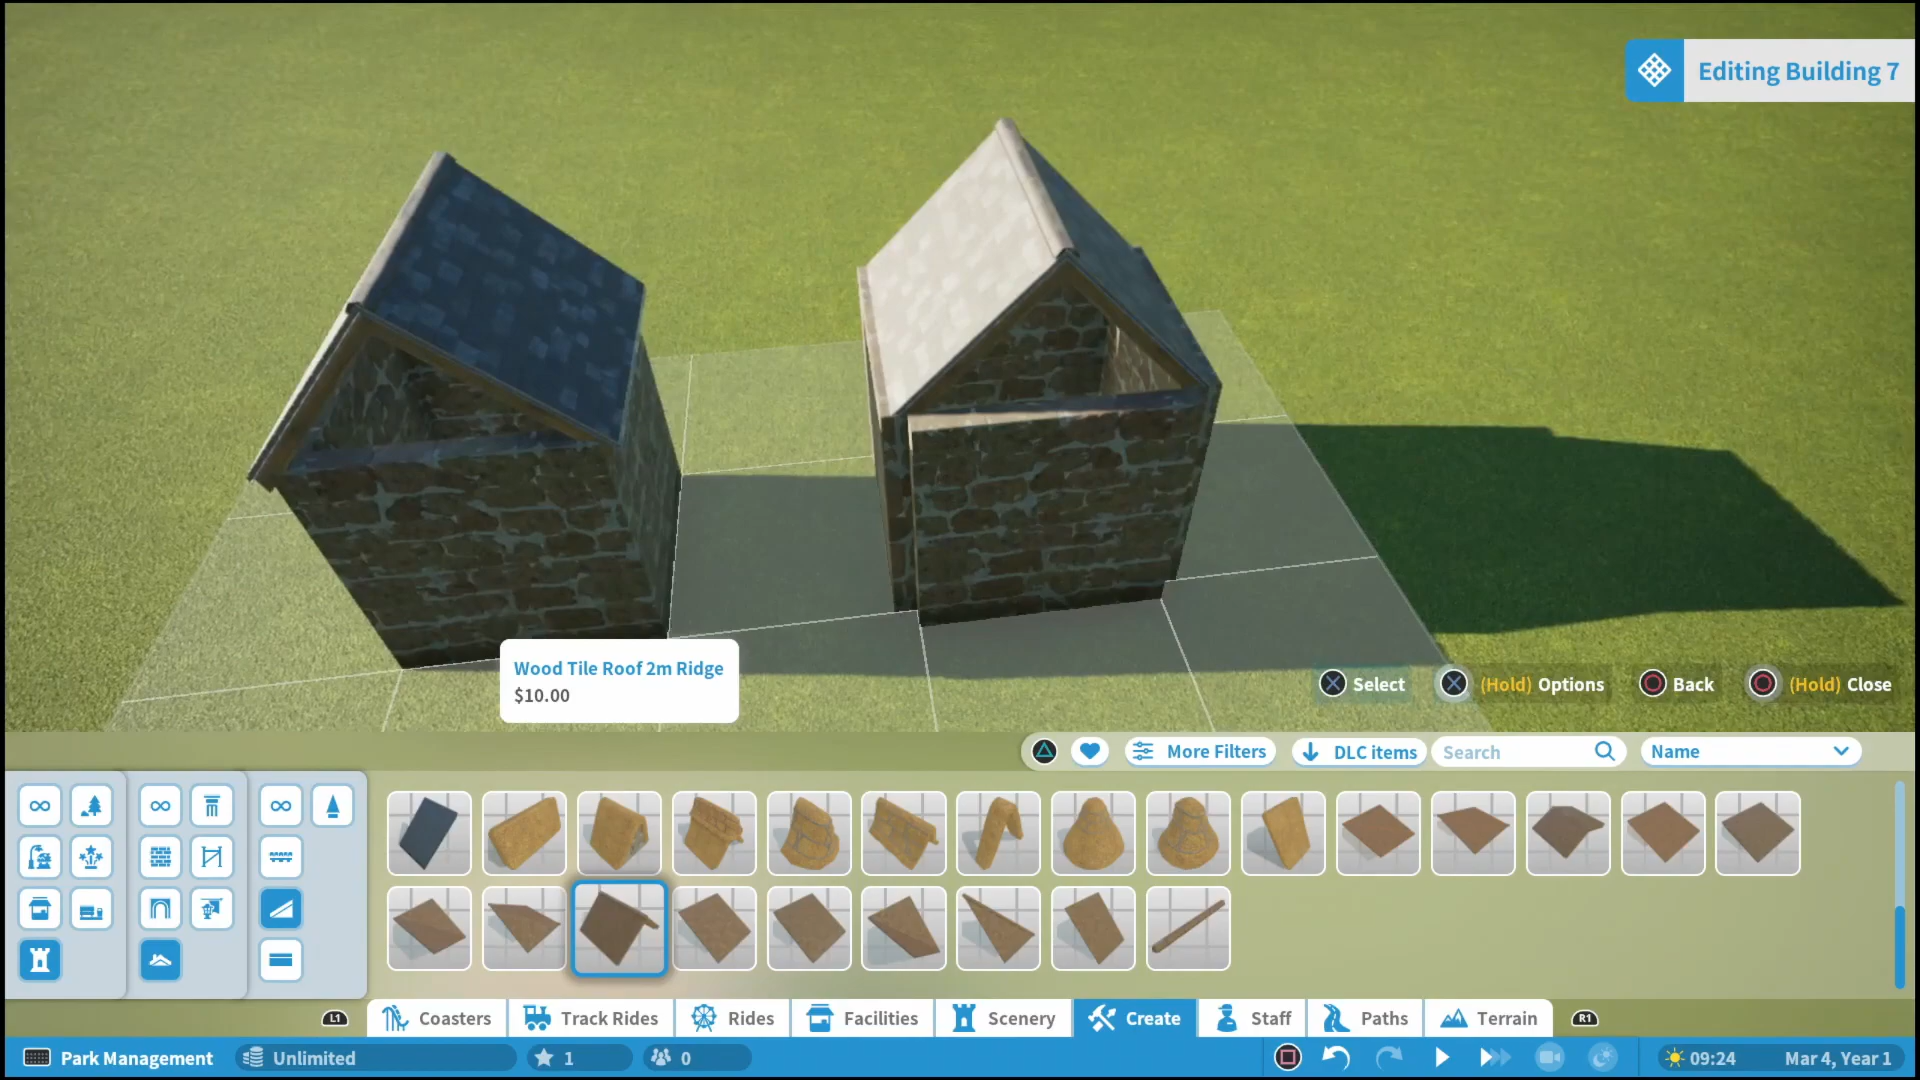 Editing Building 7
Wood Tile Roof 2m Ridge
$10.00
Select
(Hold) Options
Back
(Hold) Close
More Filters
DLC items
Search
Name
L1
Coasters
Track Rides
Rides
Facilities
Scenery
Create
Staff
Paths
Terrain
R1
Park Management
Unlimited
1
0
09:24
Mar 4, Year 1